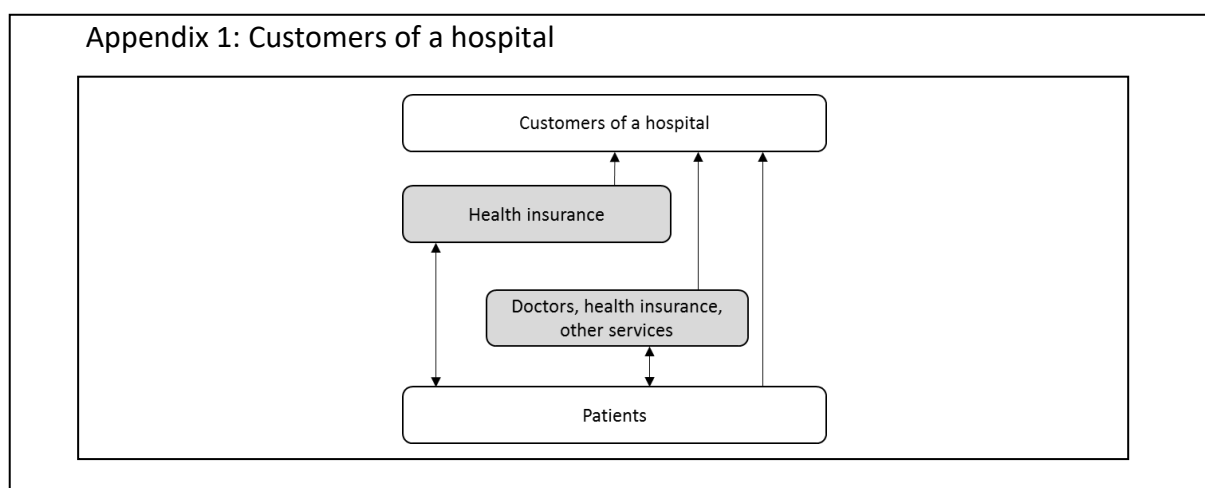 Appendix 1: Customers of a hospital
Customers of a hospital
Health insurance
Doctors, health insurance,
other services
Patients